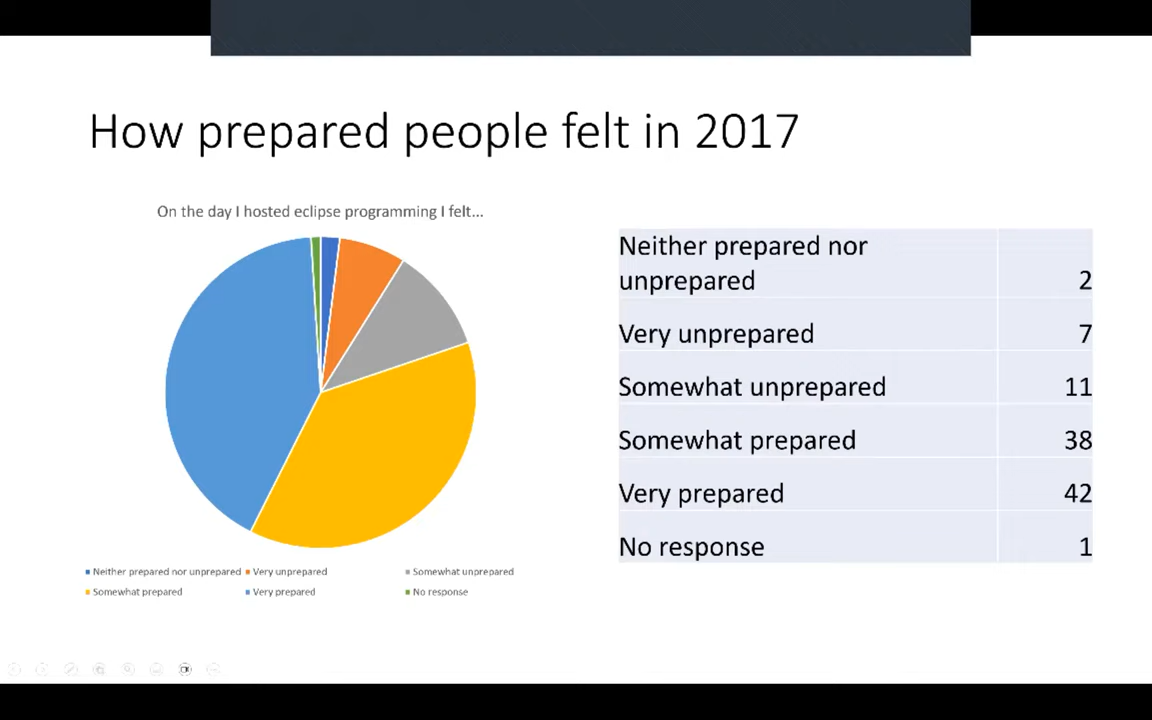 How prepared people felt in 2017
On the day I hosted eclipse programming I felt...
Neither prepared nor unprepared
Very unprepared
Somewhat unprepared
Somewhat prepared
Very prepared
No response
Neither prepared nor
unprepared 2
Very unprepared 7
Somewhat unprepared 11
Somewhat prepared 38
Very prepared 42
No response 1